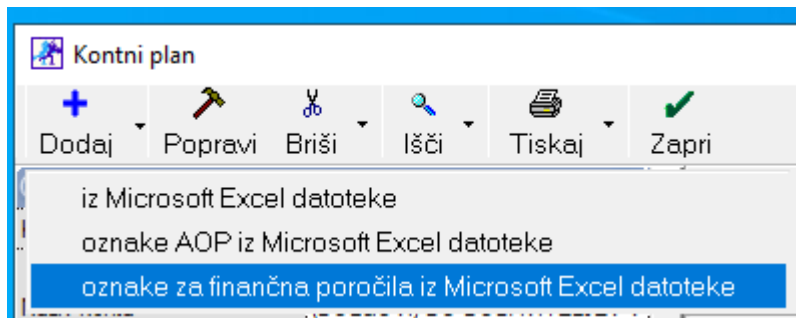 Kontni plan
Dodaj Popravi Briši Išči Tiskaj Zapri
iz Microsoft Excel datoteke
oznake AOP iz Microsoft Excel datoteke
oznake za finančna poročila iz Microsoft Excel datoteke